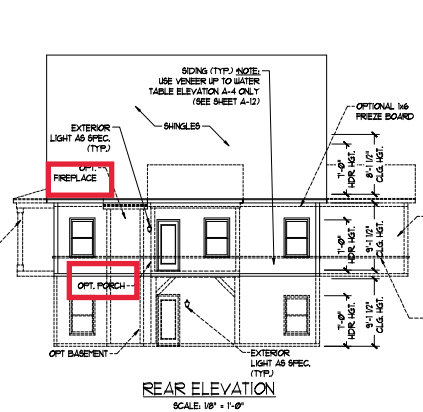 SIDING (TYP.) NOTE:
USE VENEER UP TO WATER
TABLE ELEVATION A-4 ONLY
(SEE SHEET A-12)
OPTIONAL 1x6
FRIEZE BOARD
EXTERIOR
LIGHT AS SPEC.
(TYP.)
SHINGLES
OPT.
FIREPLACE
7'-0"
HDR. HGT.
8'-1 1/2"
CLG. HGT.
7'-0"
HDR. HGT.
9'-1 1/2"
CLG. HGT.
OPT. PORCH
7'-0"
HDR. HGT.
9'-1 1/2"
CLG. HGT.
OPT BASEMENT
EXTERIOR
LIGHT AS SPEC.
(TYP.)
REAR ELEVATION
SCALE: 1/8" = 1'-0"